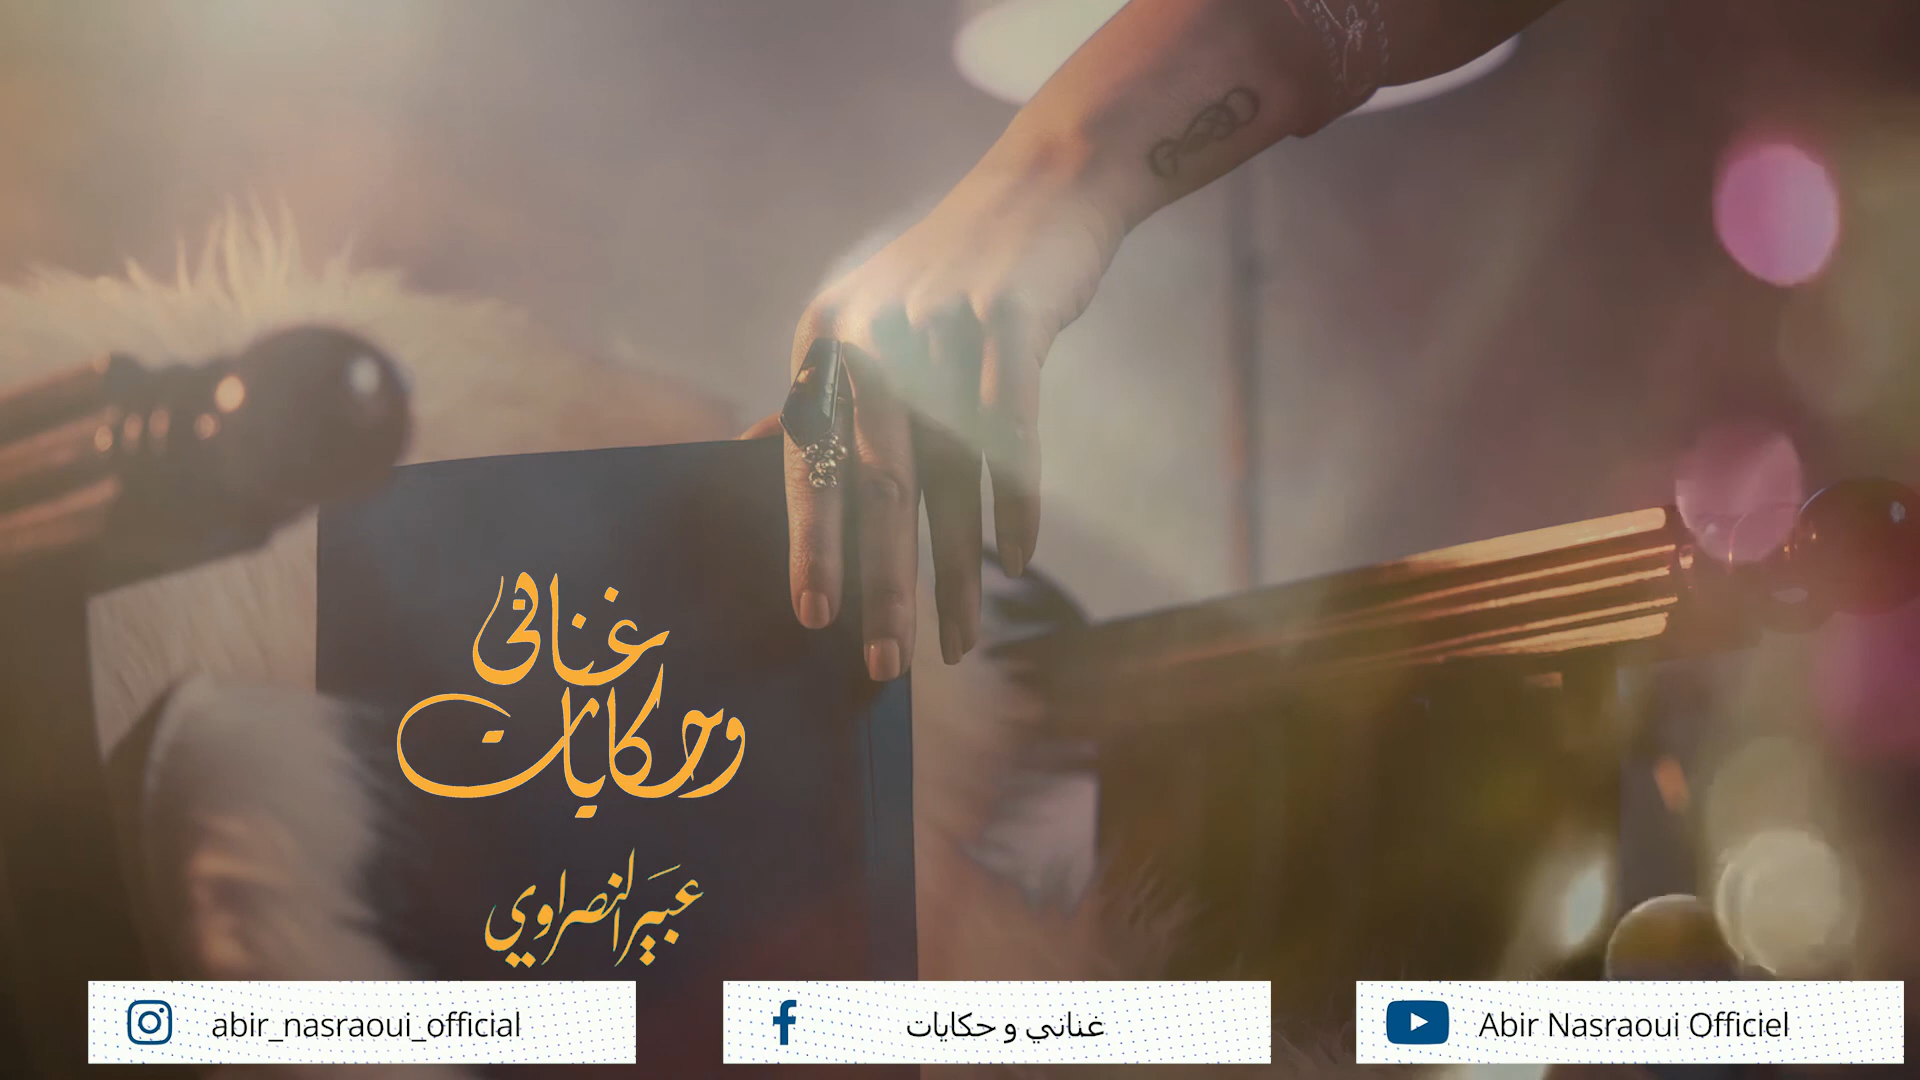 غناني
وحكايات
عبير النصراوي
abir_nasraoui_official
غناني و حكايات
Abir Nasraoui Officiel